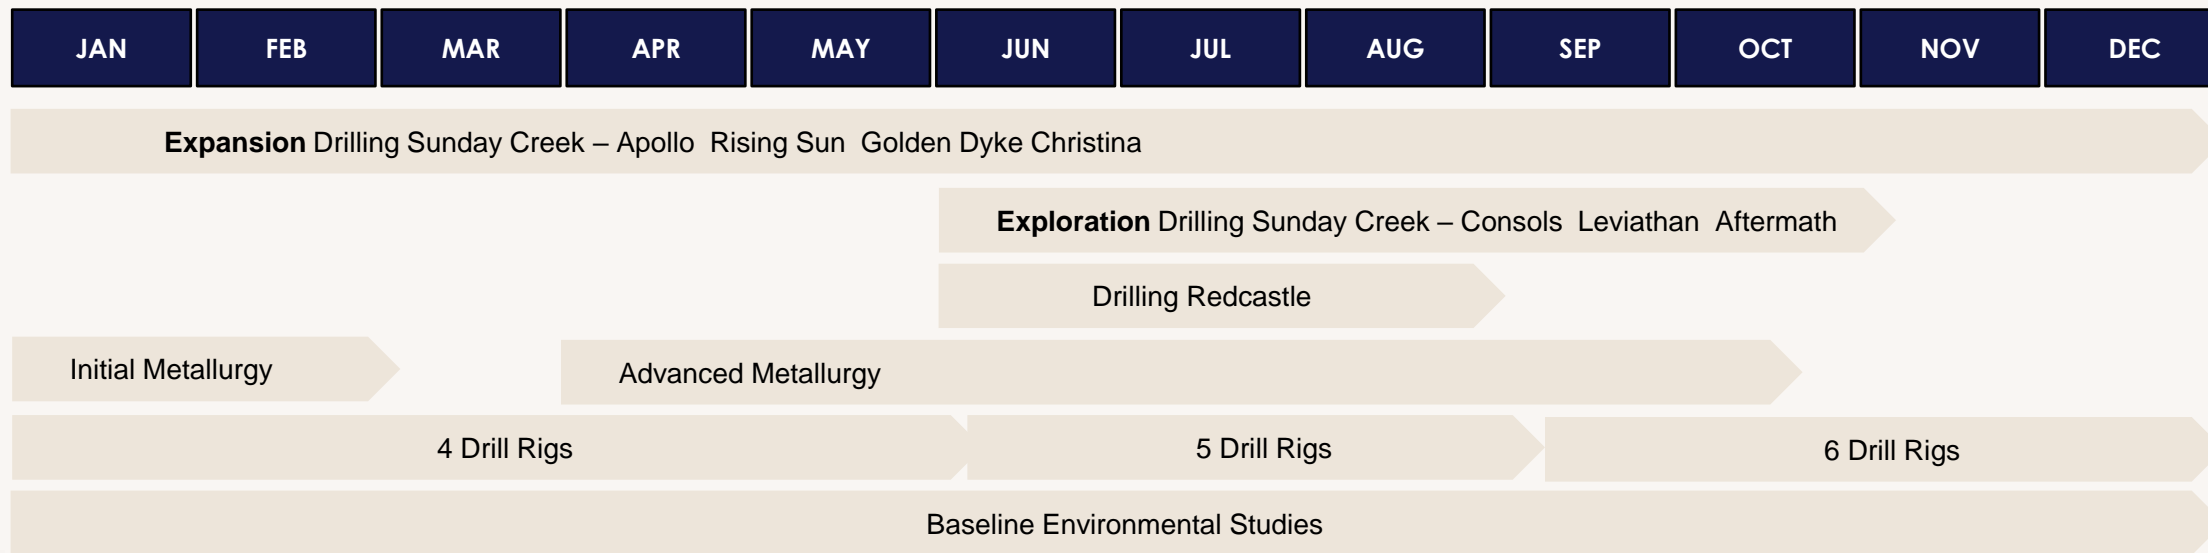 JAN FEB MAR APR MAY JUN JUL AUG SEP OCT NOV DEC
Expansion Drilling Sunday Creek – Apollo Rising Sun Golden Dyke Christina
Exploration Drilling Sunday Creek – Consols Leviathan Aftermath
Drilling Redcastle
Initial Metallurgy Advanced Metallurgy
4 Drill Rigs 5 Drill Rigs 6 Drill Rigs
Baseline Environmental Studies